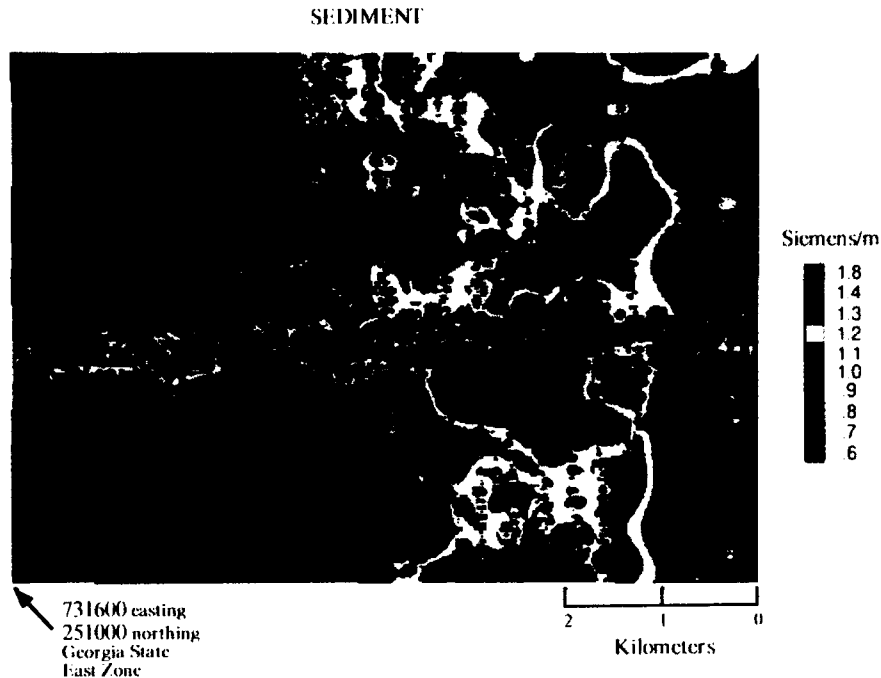 SEDIMENT
Siemens/m
1.8
1.4
1.3
1.2
1.1
1.0
.9
.8
.7
.6
731600 easting
251000 northing
Georgia State
East Zone
2 1 0
Kilometers